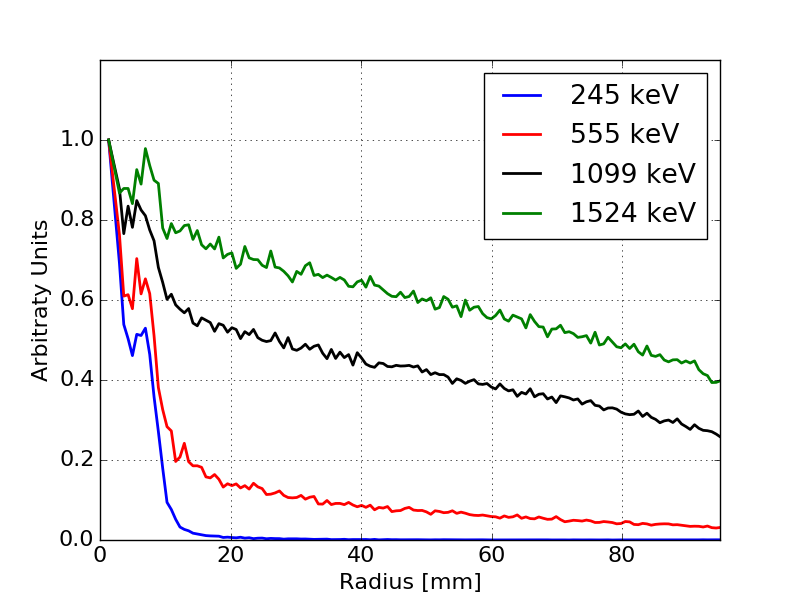 245 keV
555 keV
1099 keV
1524 keV
1.0
0.8
0.6
0.4
0.2
0.0
Arbitraty Units
0 20 40 60 80
Radius [mm]